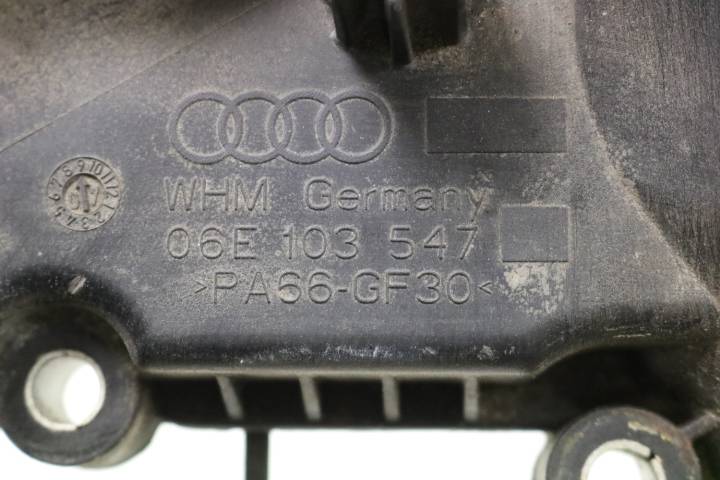 WHM Germany
06E 103 547
>PA66-GF30<